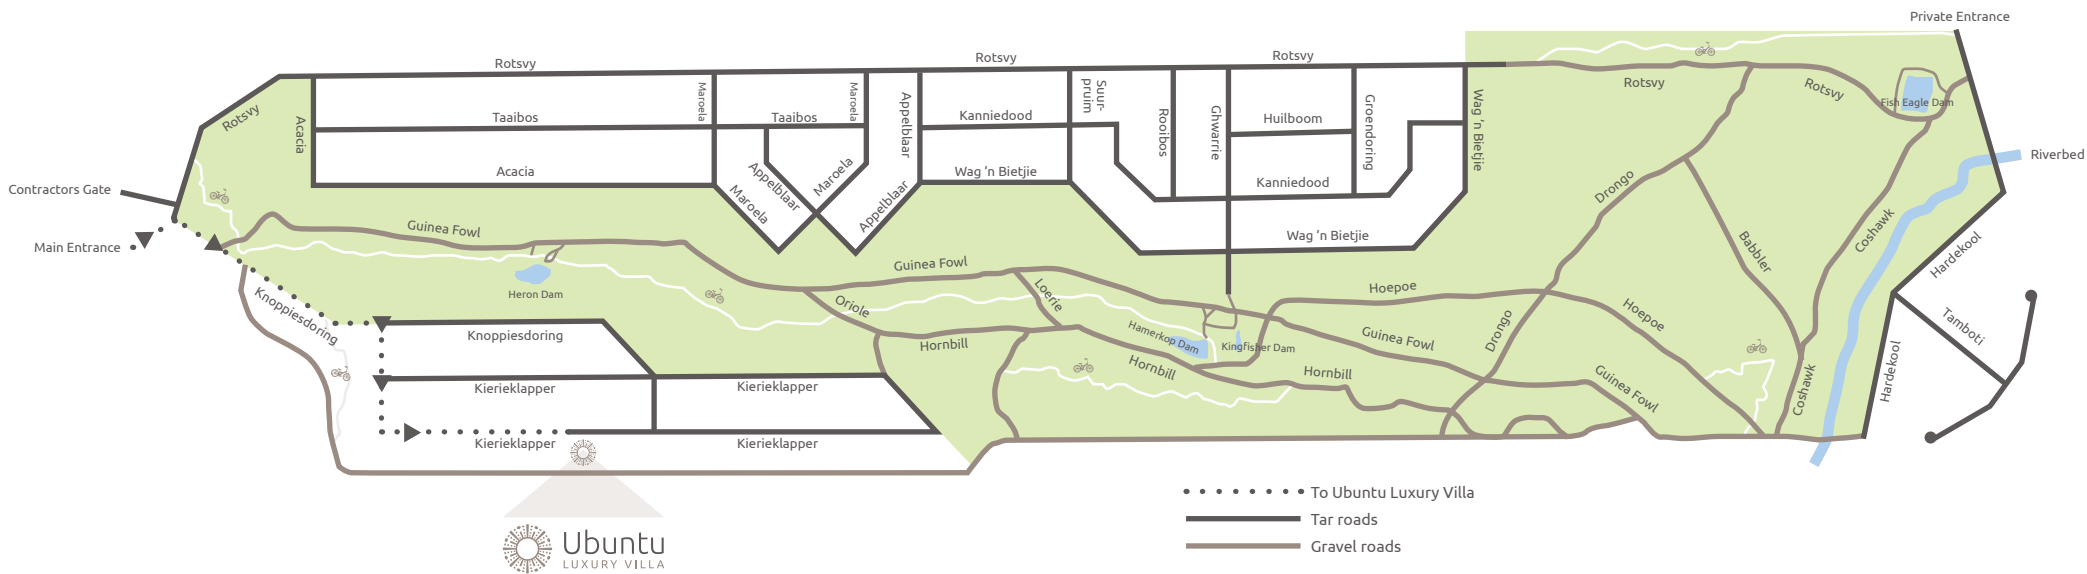 Private Entrance
Rotsvy
Rotsvy
Rotsvy
Rotsvy
Rotsvy
Rotsvy
Fish Eagle Dam
Acacia
Taaibos
Maroela
Taaibos
Maroela
Appelblaar
Kanniedood
Suur-
pruim
Rooibos
Ghwarrie
Huilboom
Groendoring
Wag 'n Bietjie
Riverbed
Contractors Gate
Acacia
Maroela
Appelblaar
Maroela
Appelblaar
Wag 'n Bietjie
Kanniedood
Drongo
Main Entrance
Guinea Fowl
Wag 'n Bietjie
Babbler
Coshawk
Hardekool
Guinea Fowl
Heron Dam
Knoppiesdoring
Oriole
Loerie
Hoepoe
Hoepoe
Tamboti
Knoppiesdoring
Hornbill
Hamerkop Dam
Kingfisher Dam
Guinea Fowl
Drongo
Hornbill
Hornbill
Guinea Fowl
Coshawk
Hardekool
Kierieklapper
Kierieklapper
Kierieklapper
Kierieklapper
To Ubuntu Luxury Villa
Tar roads
Gravel roads
Ubuntu
LUXURY VILLA